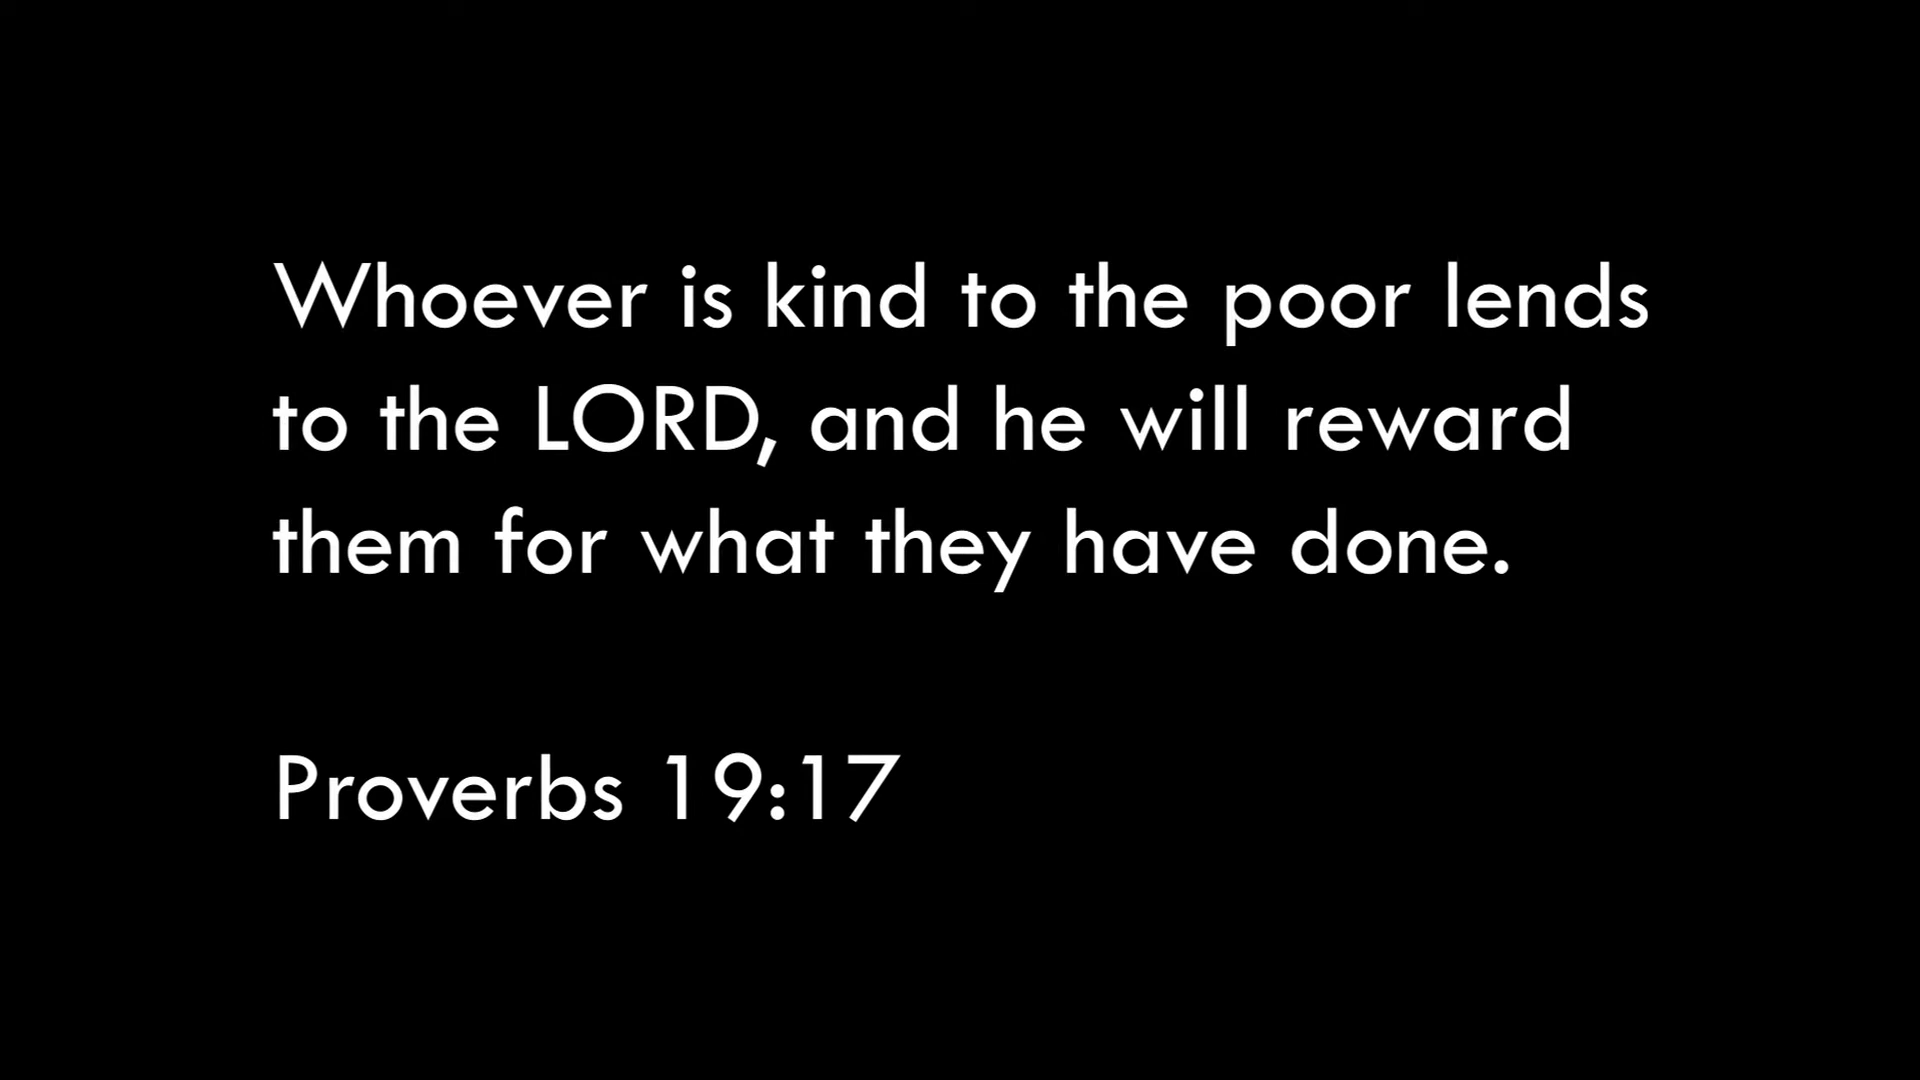 Whoever is kind to the poor lends
to the LORD, and he will reward
them for what they have done.
Proverbs 19:17